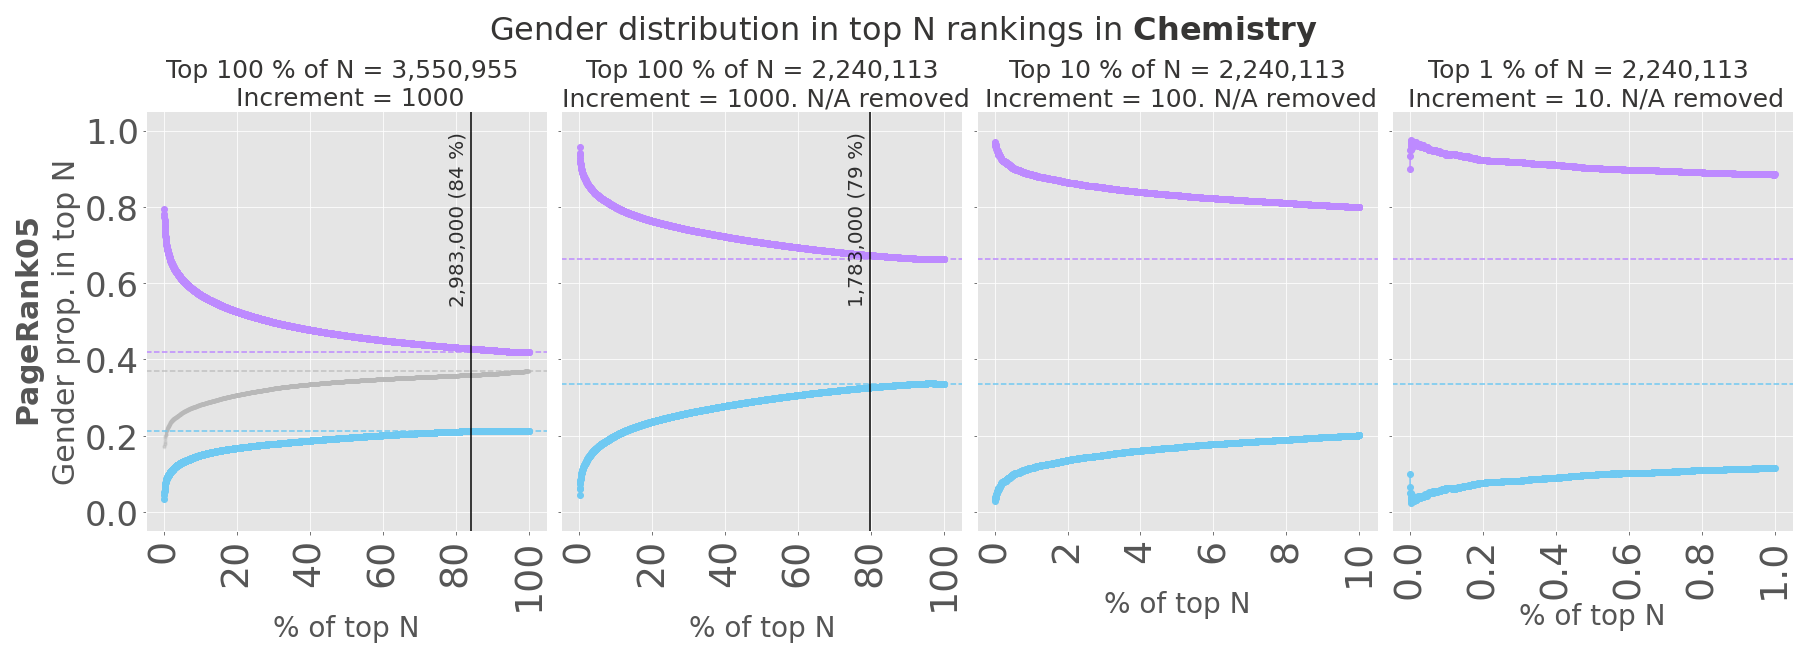 Gender distribution in top N rankings in Chemistry
Top 100 % of N = 3,550,955
Increment = 1000
Top 100 % of N = 2,240,113
Increment = 1000. N/A removed
Top 10 % of N = 2,240,113
Increment = 100. N/A removed
Top 1 % of N = 2,240,113
Increment = 10. N/A removed
PageRank05
Gender prop. in top N
1.0
0.8
0.6
0.4
0.2
0.0
2,983,000 (84 %)
1,783,000 (79 %)
0 20 40 60 80 100
% of top N
0 20 40 60 80 100
% of top N
0 2 4 6 8 10
% of top N
0.0 0.2 0.4 0.6 0.8 1.0
% of top N